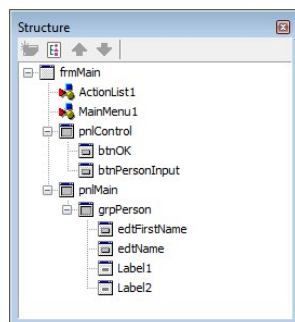 Structure
frmMain
ActionList1
MainMenu1
pnlControl
btnOK
btnPersonInput
pnlMain
grpPerson
edtFirstName
edtName
Label1
Label2